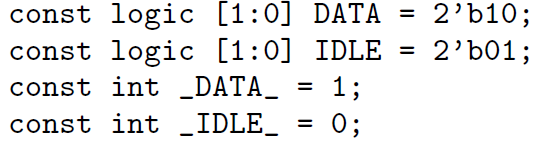 const logic [1:0] DATA = 2’b10;
const logic [1:0] IDLE = 2’b01;
const int _DATA_ = 1;
const int _IDLE_ = 0;